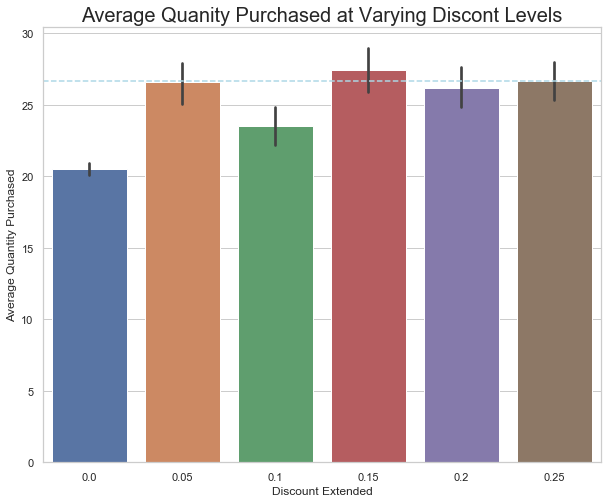 Average Quanity Purchased at Varying Discont Levels
30
25
20
15
10
5
0
Average Quantity Purchased
0.0 0.05 0.1 0.15 0.2 0.25
Discount Extended